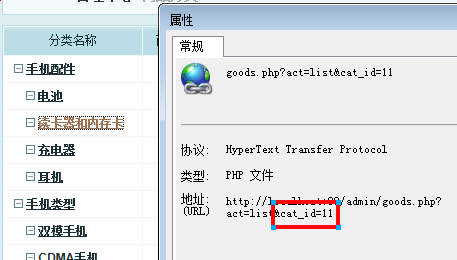 属性
分类名称
常规
手机配件
goods.php?act=list&cat_id=11
电池
读卡器和内存卡
充电器
协议: HyperText Transfer Protocol
耳机
类型: PHP 文件
手机类型
地址: (URL) http://localhost:80/admin/goods.php?
act=list&cat_id=11
双模手机
CDMA手机